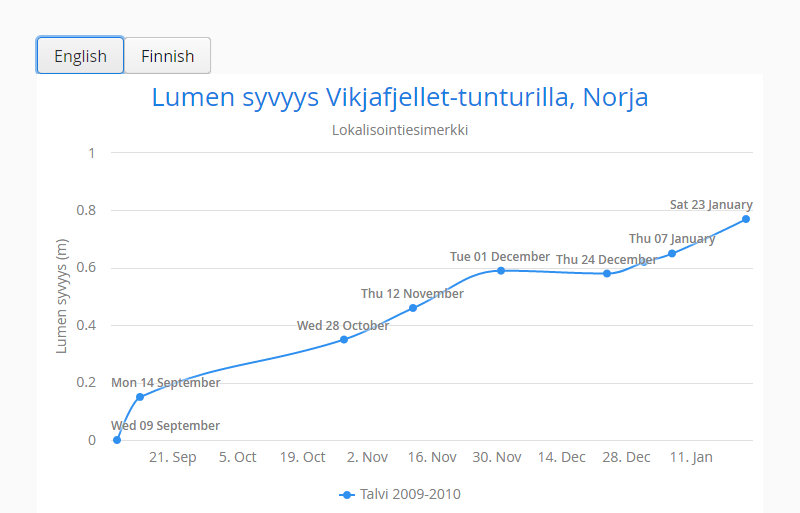 English
Finnish
Lumen syvyys Vikjafjellet-tunturilla, Norja
Lokalisointiesimerkki
Lumen syvyys (m)
1
0.8
0.6
0.4
0.2
0
Sat 23 January
Thu 07 January
Tue 01 December
Thu 24 December
Thu 12 November
Wed 28 October
Mon 14 September
Wed 09 September
21. Sep
5. Oct
19. Oct
2. Nov
16. Nov
30. Nov
14. Dec
28. Dec
11. Jan
Talvi 2009-2010